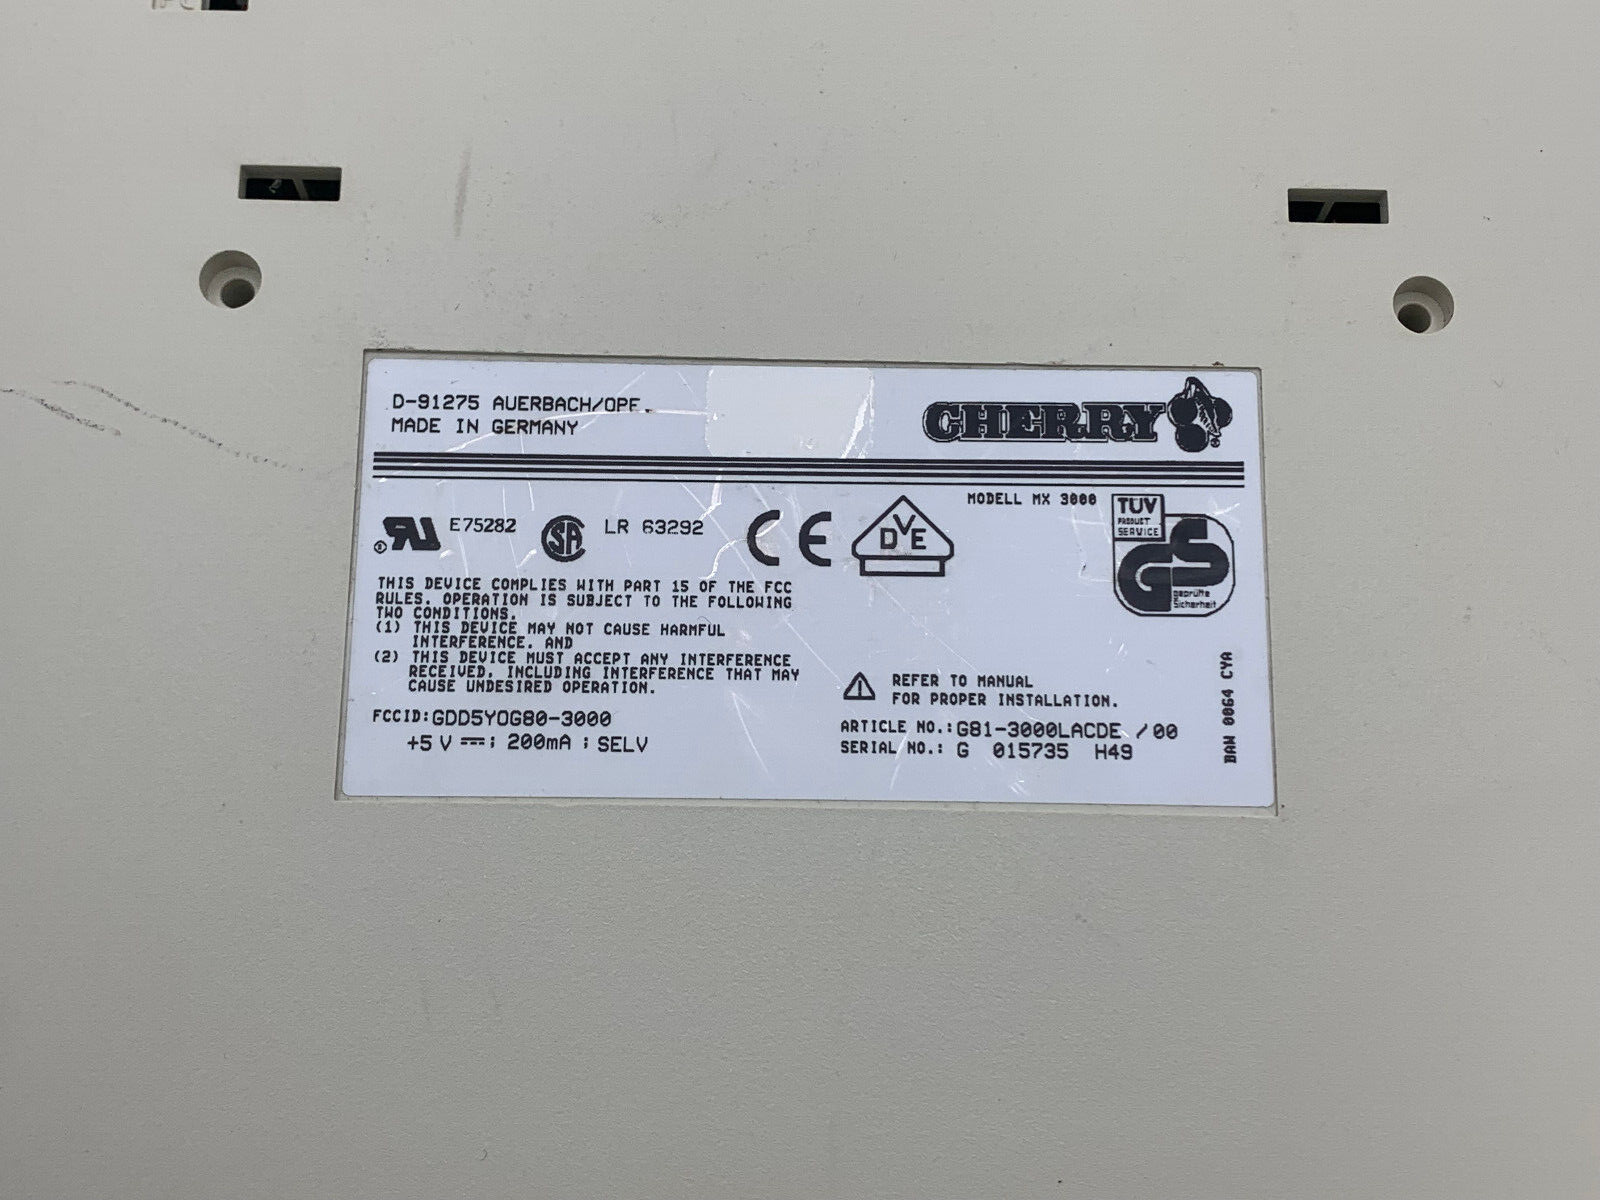 D-91275 AUERBACH/OPF.
MADE IN GERMANY
CHERRY
®
MODELL MX 3000
TÜV
PRODUCT
SERVICE
GS
geprüfte
Sicherheit
E75282
SA
LR 63292
CE
DVE
THIS DEVICE COMPLIES WITH PART 15 OF THE FCC
RULES. OPERATION IS SUBJECT TO THE FOLLOWING
TWO CONDITIONS.
(1) THIS DEVICE MAY NOT CAUSE HARMFUL
INTERFERENCE. AND
(2) THIS DEVICE MUST ACCEPT ANY INTERFERENCE
RECEIVED, INCLUDING INTERFERENCE THAT MAY
CAUSE UNDESIRED OPERATION.
FCCID:GDD5YOG80-3000
+5 V ⎓; 200mA ; SELV
REFER TO MANUAL
FOR PROPER INSTALLATION.
ARTICLE NO.:G81-3000LACDE /00
SERIAL NO.: G 015735 H49
BAW 0064 CYA